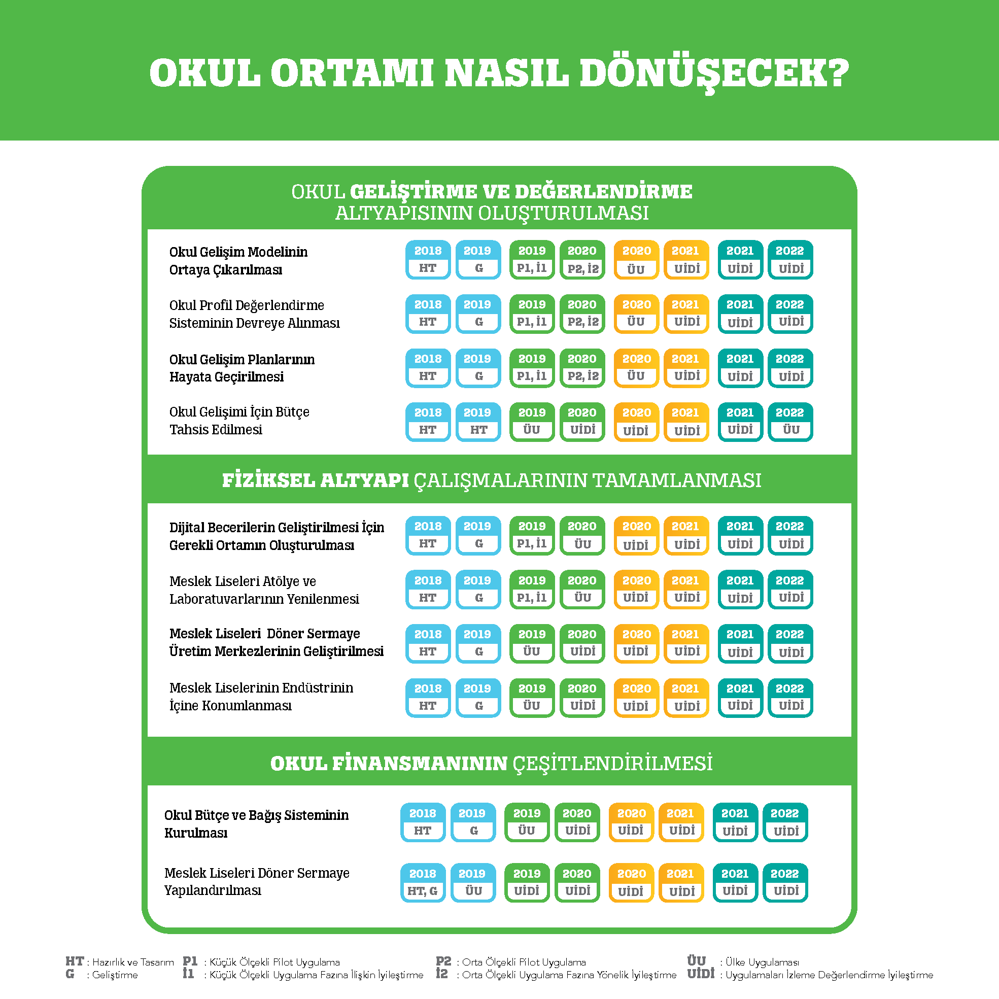 OKUL ORTAMI NASIL DÖNÜŞECEK?
OKUL GELİŞTİRME VE DEĞERLENDİRME
ALTYAPISININ OLUŞTURULMASI
Okul Gelişim Modelinin
Ortaya Çıkarılması
2018 2019 2019 2020 2020 2021 2021 2022
HT G P1, İ1 P2, İ2 ÜU UİDİ UİDİ UİDİ
Okul Profil Değerlendirme
Sisteminin Devreye Alınması
2018 2019 2019 2020 2020 2021 2021 2022
HT G P1, İ1 P2, İ2 ÜU UİDİ UİDİ UİDİ
Okul Gelişim Planlarının
Hayata Geçirilmesi
2018 2019 2019 2020 2020 2021 2021 2022
HT G P1, İ1 P2, İ2 ÜU UİDİ UİDİ UİDİ
Okul Gelişimi İçin Bütçe
Tahsis Edilmesi
2018 2019 2019 2020 2020 2021 2021 2022
HT HT ÜU UİDİ UİDİ UİDİ UİDİ ÜU
FİZİKSEL ALTYAPI ÇALIŞMALARININ TAMAMLANMASI
Dijital Becerilerin Geliştirilmesi İçin
Gerekli Ortamın Oluşturulması
2018 2019 2019 2020 2020 2021 2021 2022
HT G P1, İ1 ÜU UİDİ UİDİ UİDİ UİDİ
Meslek Liseleri Atölye ve
Laboratuvarlarının Yenilenmesi
2018 2019 2019 2020 2020 2021 2021 2022
HT G P1, İ1 ÜU UİDİ UİDİ UİDİ UİDİ
Meslek Liseleri Döner Sermaye
Üretim Merkezlerinin Geliştirilmesi
2018 2019 2019 2020 2020 2021 2021 2022
HT G ÜU UİDİ UİDİ UİDİ UİDİ UİDİ
Meslek Liselerinin Endüstrinin
İçine Konumlanması
2018 2019 2019 2020 2020 2021 2021 2022
HT G ÜU UİDİ UİDİ UİDİ UİDİ UİDİ
OKUL FİNANSMANININ ÇEŞİTLENDİRİLMESİ
Okul Bütçe ve Bağış Sisteminin
Kurulması
2018 2019 2019 2020 2020 2021 2021 2022
HT G ÜU UİDİ UİDİ UİDİ UİDİ UİDİ
Meslek Liseleri Döner Sermaye
Yapılandırılması
2018 2019 2019 2020 2020 2021 2021 2022
HT, G ÜU UİDİ UİDİ UİDİ UİDİ UİDİ UİDİ
HT : Hazırlık ve Tasarım P1 : Küçük Ölçekli Pilot Uygulama P2 : Orta Ölçekli Pilot Uygulama ÜU : Ülke Uygulaması
G : Geliştirme İ1 : Küçük Ölçekli Uygulama Fazına İlişkin İyileştirme İ2 : Orta Ölçekli Uygulama Fazına Yönelik İyileştirme UİDİ : Uygulamaları İzleme Değerlendirme İyileştirme